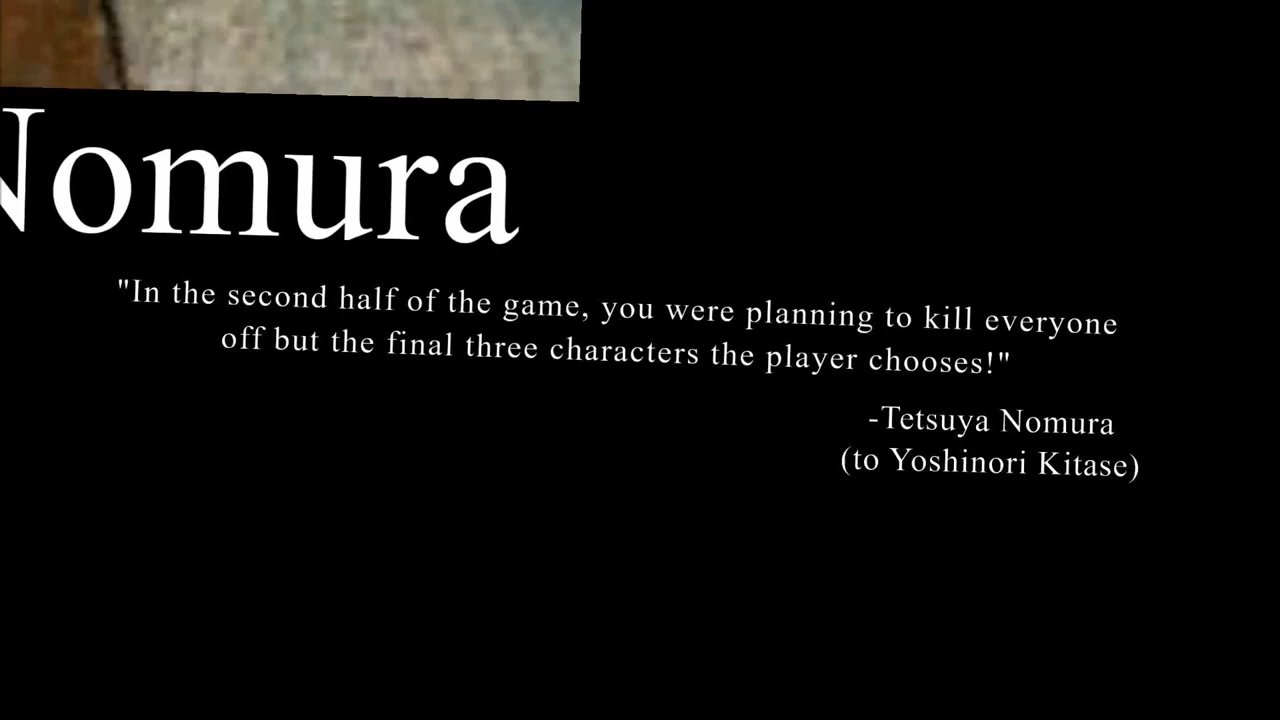 Nomura
"In the second half of the game, you were planning to kill everyone
off but the final three characters the player chooses!"
-Tetsuya Nomura
(to Yoshinori Kitase)